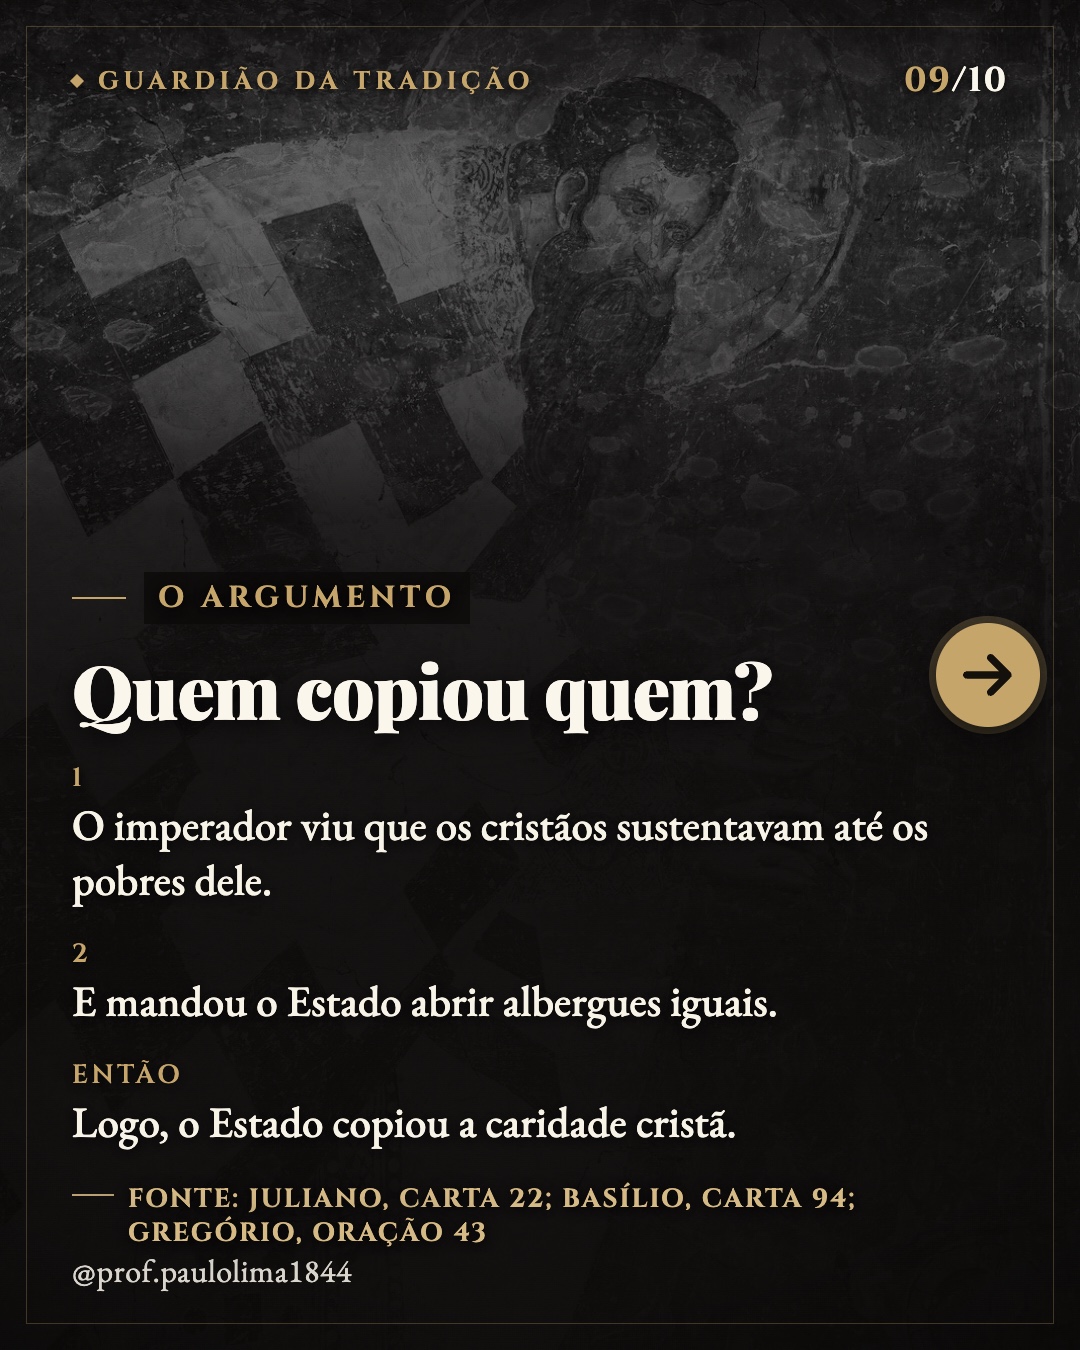 ◆ GUARDIÃO DA TRADIÇÃO
09/10
O ARGUMENTO
Quem copiou quem?
1
O imperador viu que os cristãos sustentavam até os
pobres dele.
2
E mandou o Estado abrir albergues iguais.
ENTÃO
Logo, o Estado copiou a caridade cristã.
FONTE: JULIANO, CARTA 22; BASÍLIO, CARTA 94;
GREGÓRIO, ORAÇÃO 43
@prof.paulolima1844